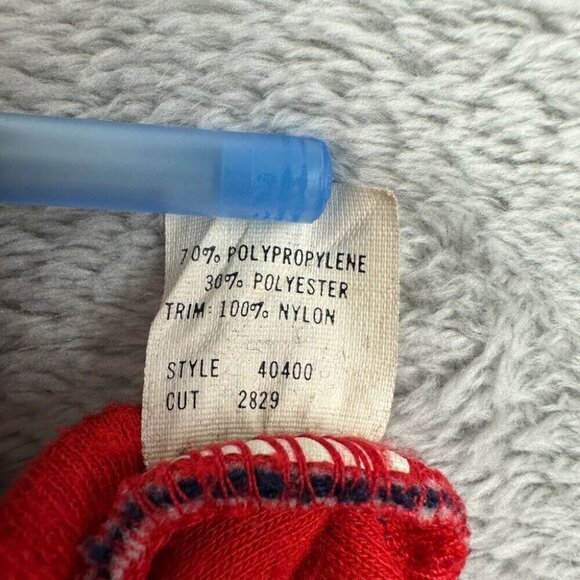 70% POLYPROPYLENE
30% POLYESTER
TRIM: 100% NYLON
STYLE 40400
CUT 2829